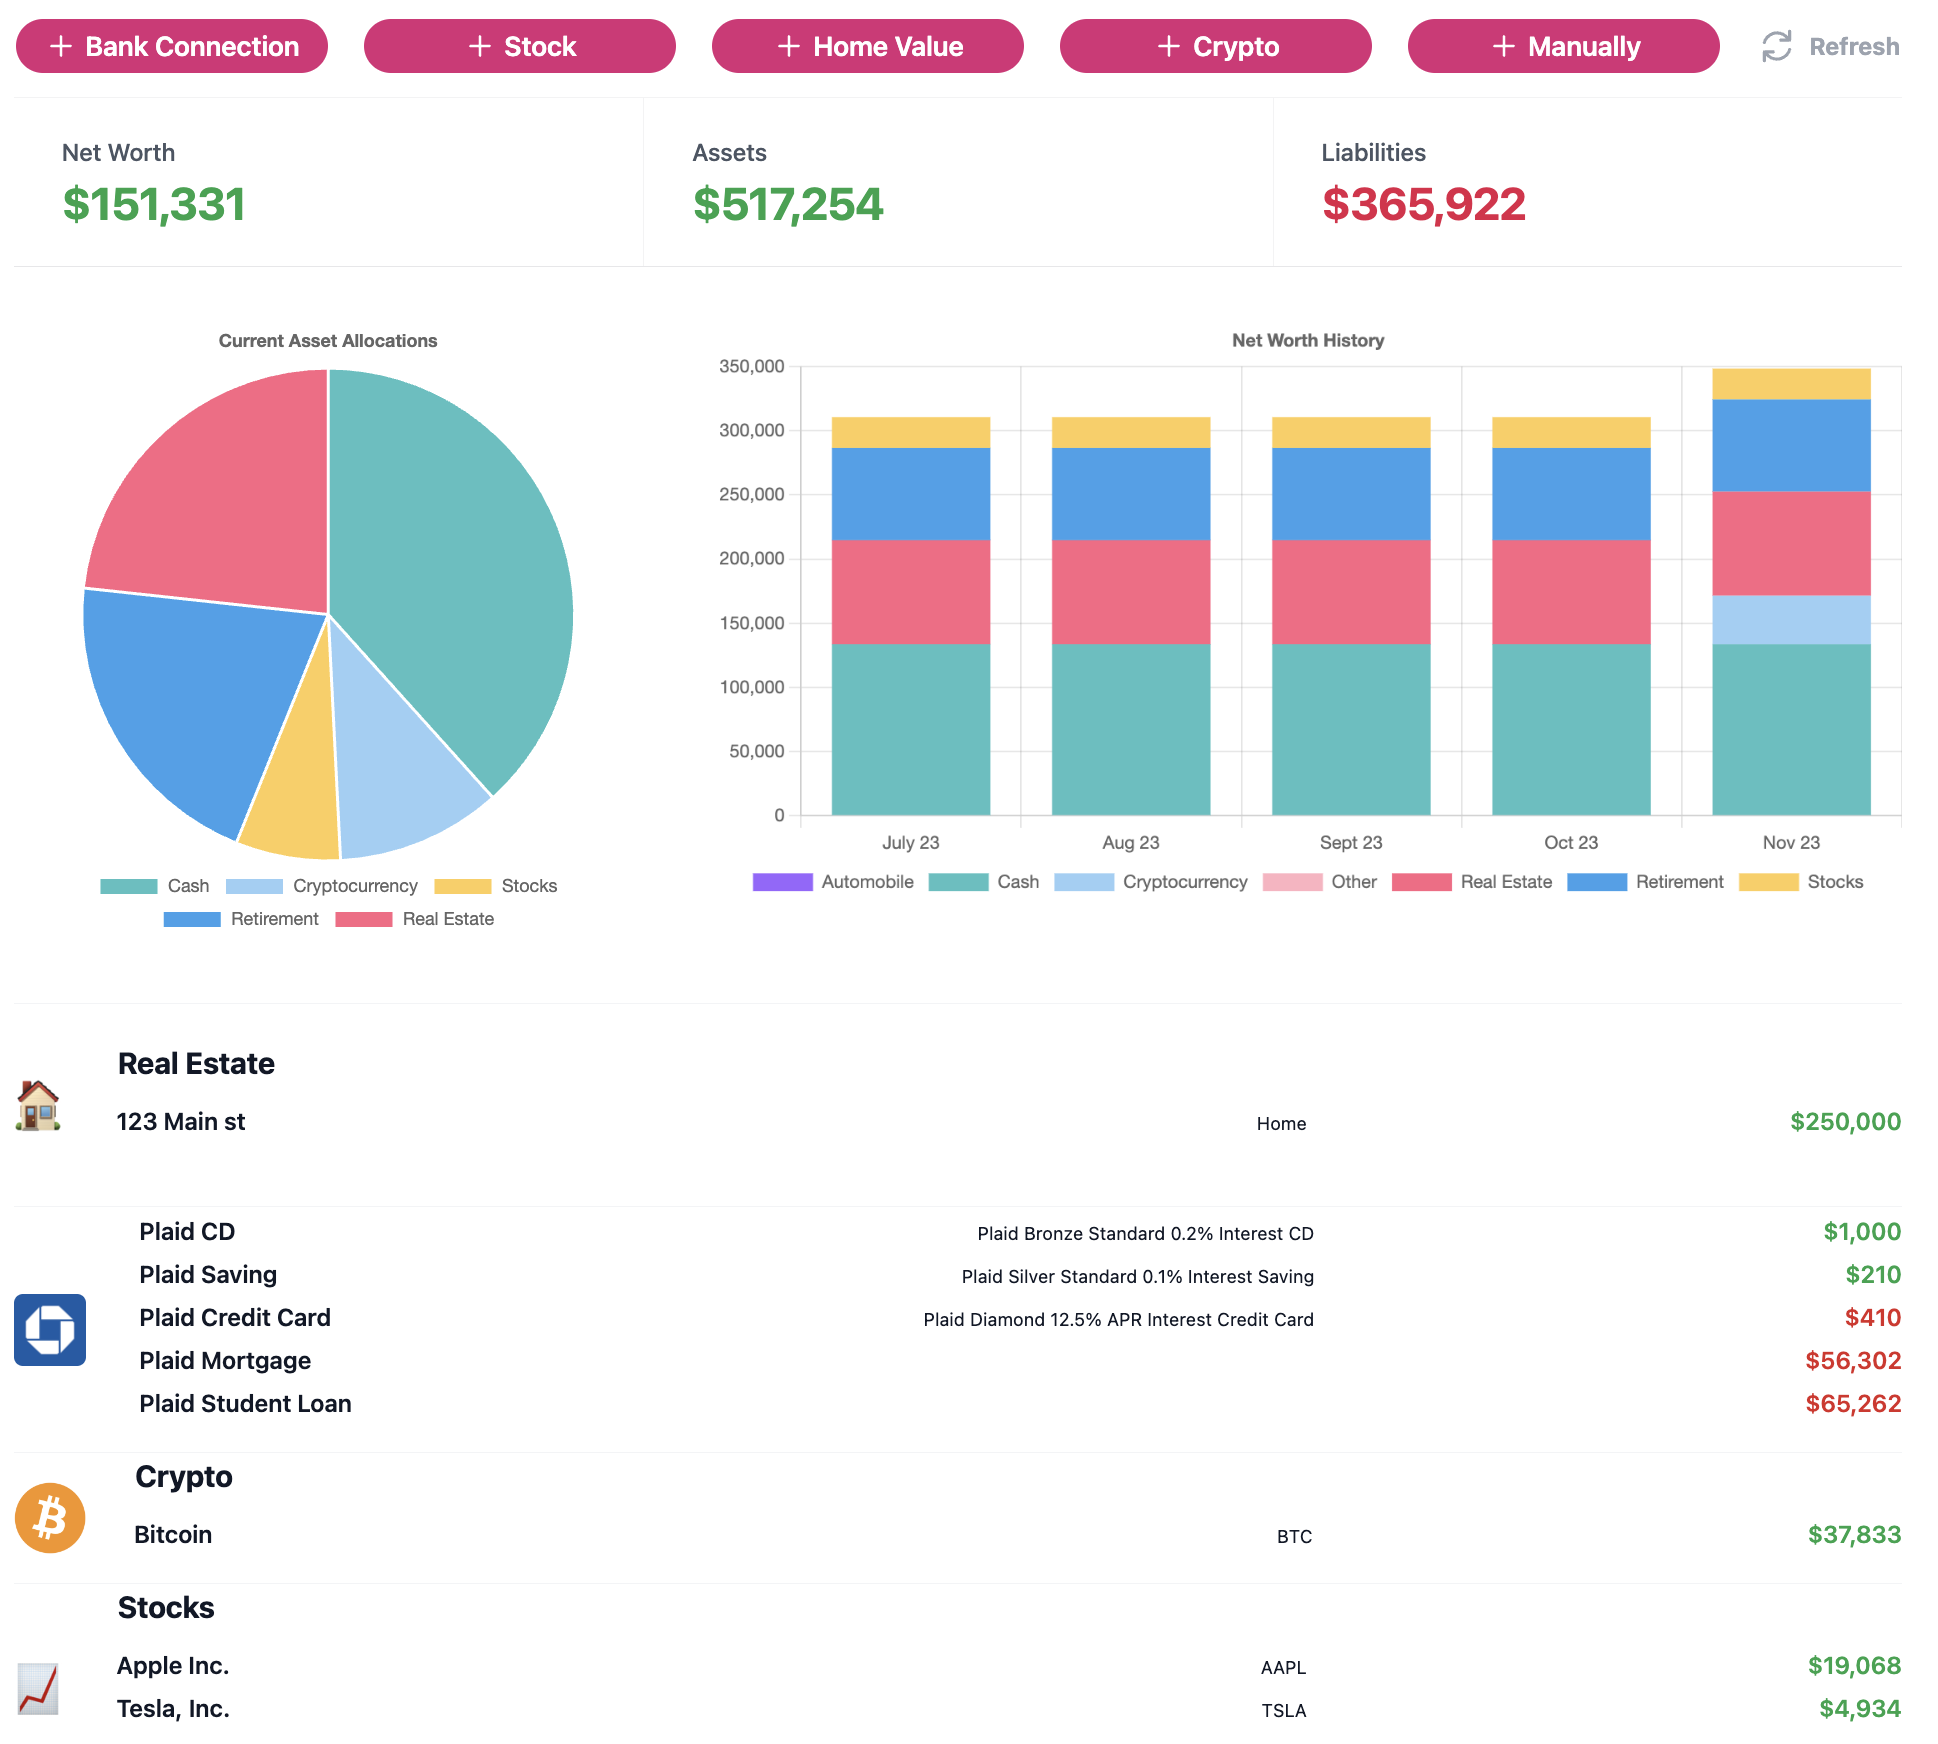 + Bank Connection
+ Stock
+ Home Value
+ Crypto
+ Manually
Refresh
Net Worth
$151,331
Assets
$517,254
Liabilities
$365,922
Current Asset Allocations
Cash Cryptocurrency Stocks
Retirement Real Estate
Net Worth History
350,000
300,000
250,000
200,000
150,000
100,000
50,000
0
July 23 Aug 23 Sept 23 Oct 23 Nov 23
Automobile Cash Cryptocurrency Other Real Estate Retirement Stocks
Real Estate
123 Main st Home $250,000
Plaid CD Plaid Bronze Standard 0.2% Interest CD $1,000
Plaid Saving Plaid Silver Standard 0.1% Interest Saving $210
Plaid Credit Card Plaid Diamond 12.5% APR Interest Credit Card $410
Plaid Mortgage $56,302
Plaid Student Loan $65,262
Crypto
Bitcoin BTC $37,833
Stocks
Apple Inc. AAPL $19,068
Tesla, Inc. TSLA $4,934